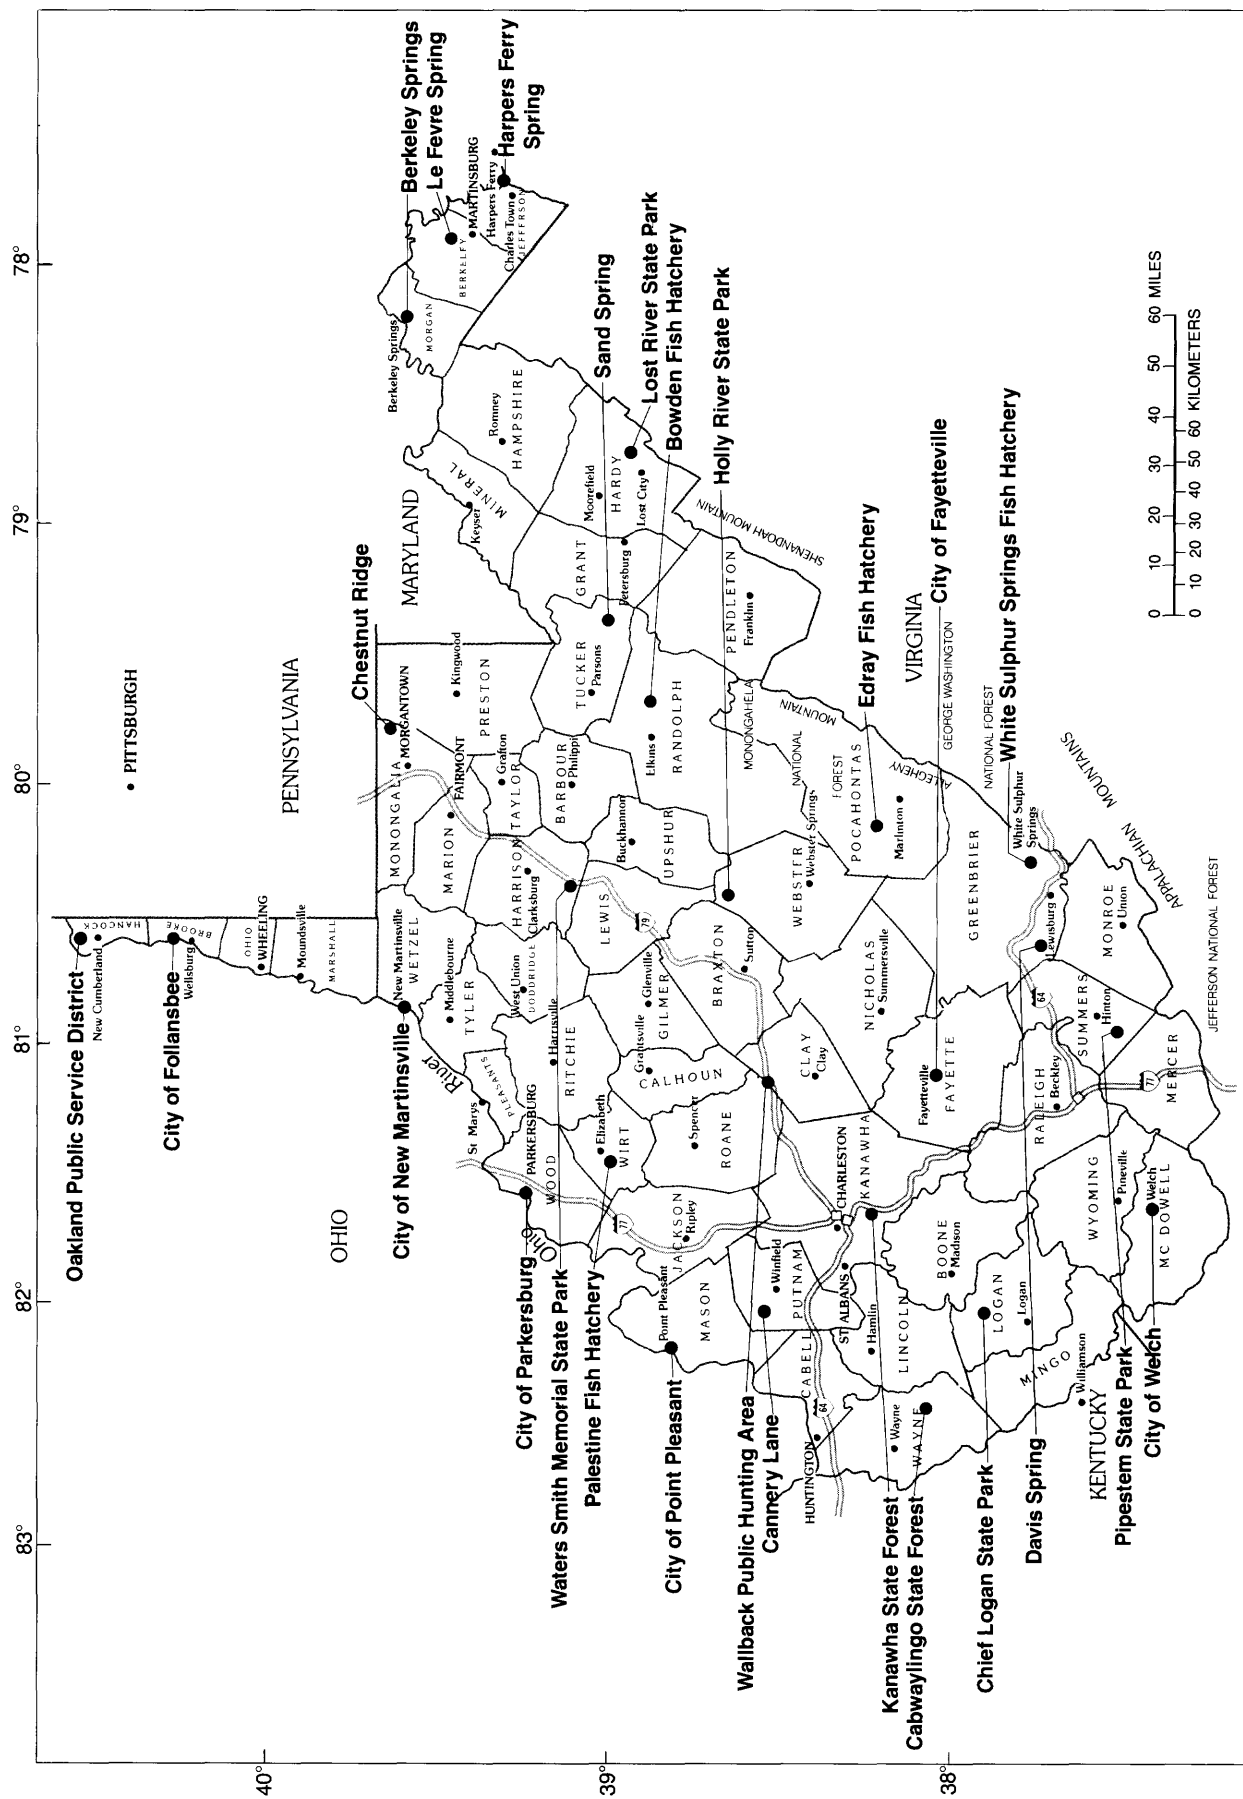 83°
82°
81°
80°
79°
78°
40°
39°
38°
Oakland Public Service District
City of Follansbee
City of New Martinsville
City of Parkersburg
Waters Smith Memorial State Park
Palestine Fish Hatchery
City of Point Pleasant
Wallback Public Hunting Area
Cannery Lane
Kanawha State Forest
Cabwaylingo State Forest
Chief Logan State Park
Davis Spring
Pipestem State Park
City of Welch
Chestnut Ridge
Berkeley Springs
Le Fevre Spring
Harpers Ferry
Spring
Sand Spring
Lost River State Park
Bowden Fish Hatchery
Holly River State Park
Edray Fish Hatchery
City of Fayetteville
White Sulphur Springs Fish Hatchery
PITTSBURGH
PENNSYLVANIA
MARYLAND
OHIO
VIRGINIA
KENTUCKY
Ohio
River
HANCOCK
New Cumberland
BROOKE
Wellsburg
OHIO
WHEELING
Moundsville
MARSHALL
New Martinsville
WETZEL
Middlebourne
TYLER
St Marys
PLEASANTS
PARKERSBURG
WOOD
West Union
DODDRIDGE
Harrisville
RITCHIE
Elizabeth
WIRT
MONONGALIA
MORGANTOWN
MARION
FAIRMONT
Kingwood
PRESTON
Grafton
TAYLOR
HARRISON
Clarksburg
BARBOUR
Philippi
TUCKER
Parsons
GRANT
Petersburg
MINERAL
Keyser
Romney
HAMPSHIRE
Moorefield
HARDY
Lost City
Berkeley Springs
MORGAN
BERKELEY
MARTINSBURG
Harpers Ferry
Charles Town
JEFFERSON
LEWIS
Buckhannon
UPSHUR
Elkins
RANDOLPH
PENDLETON
Franklin
SHENANDOAH MOUNTAIN
Glenville
GILMER
Grantsville
CALHOUN
Spencer
ROANE
JACKSON
Ripley
Point Pleasant
MASON
BRAXTON
Sutton
WEBSTER
Webster Springs
MONONGAHELA
NATIONAL
FOREST
POCAHONTAS
Marlinton
ALLEGHENY
MOUNTAIN
CLAY
Clay
NICHOLAS
Summersville
Winfield
PUTNAM
CHARLESTON
KANAWHA
ST. ALBANS
CABELL
HUNTINGTON
Hamlin
LINCOLN
Wayne
WAYNE
BOONE
Madison
LOGAN
Logan
MINGO
Williamson
Fayetteville
FAYETTE
GREENBRIER
White Sulphur
Springs
Lewisburg
RALEIGH
Beckley
SUMMERS
Hinton
MONROE
Union
WYOMING
Pineville
MERCER
Welch
MC DOWELL
GEORGE WASHINGTON
NATIONAL FOREST
APPALACHIAN MOUNTAINS
JEFFERSON NATIONAL FOREST
79
77
64
64
77
0 10 20 30 40 50 60 MILES
0 10 20 30 40 50 60 KILOMETERS